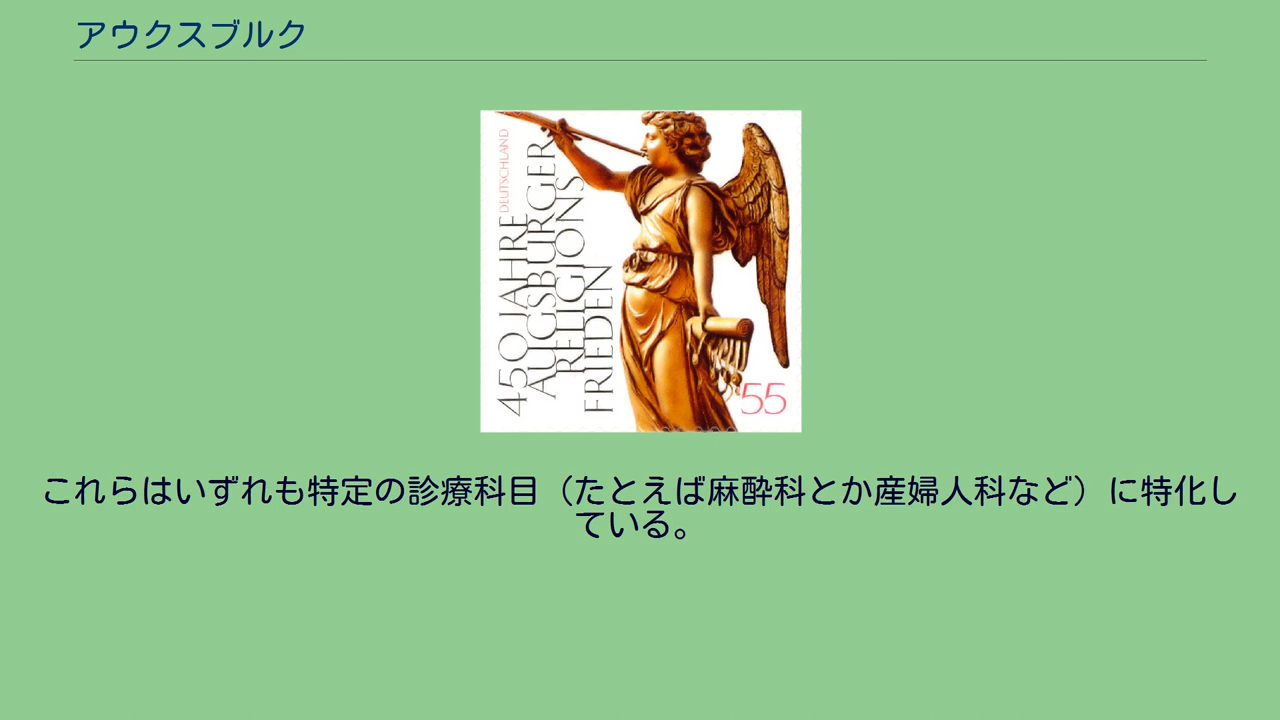 アウクスブルク
DEUTSCHLAND
450 JAHRE
AUGSBURGER
RELIGIONS
FRIEDEN
55
これらはいずれも特定の診療科目（たとえば麻酔科とか産婦人科など）に特化し
ている。